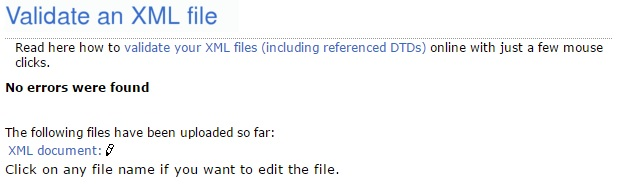 Validate an XML file
Read here how to validate your XML files (including referenced DTDs) online with just a few mouse
clicks.
No errors were found
The following files have been uploaded so far:
XML document:
Click on any file name if you want to edit the file.